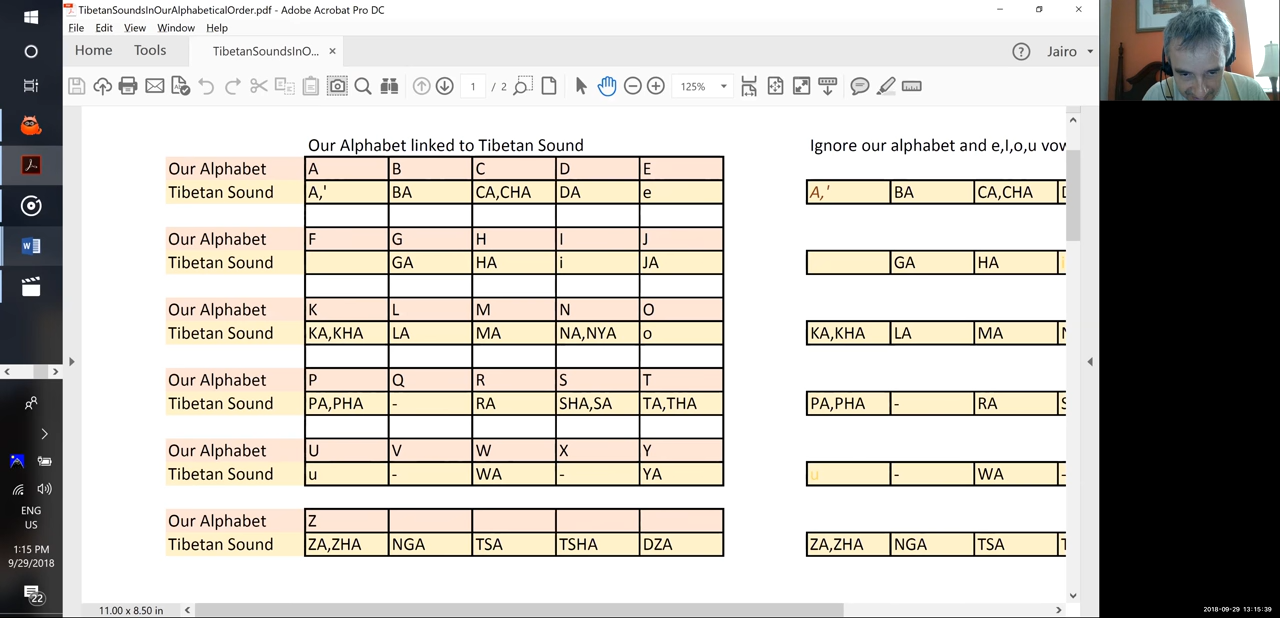 TibetanSoundsInOurAlphabeticalOrder.pdf - Adobe Acrobat Pro DC
File Edit View Window Help
Home Tools TibetanSoundsInO... × ? Jairo
1 / 2 125%
Our Alphabet linked to Tibetan Sound
Our Alphabet A B C D E
Tibetan Sound A,' BA CA,CHA DA e
Our Alphabet F G H I J
Tibetan Sound GA HA i JA
Our Alphabet K L M N O
Tibetan Sound KA,KHA LA MA NA,NYA o
Our Alphabet P Q R S T
Tibetan Sound PA,PHA - RA SHA,SA TA,THA
Our Alphabet U V W X Y
Tibetan Sound u - WA - YA
Our Alphabet Z
Tibetan Sound ZA,ZHA NGA TSA TSHA DZA
Ignore our alphabet and e,I,o,u
A,' BA CA,CHA
GA HA i
KA,KHA LA MA
PA,PHA - RA
u - WA -
ZA,ZHA NGA TSA
11.00 x 8.50 in
ENG
US
1:15 PM
9/29/2018
22
2018-09-29 13:15:39